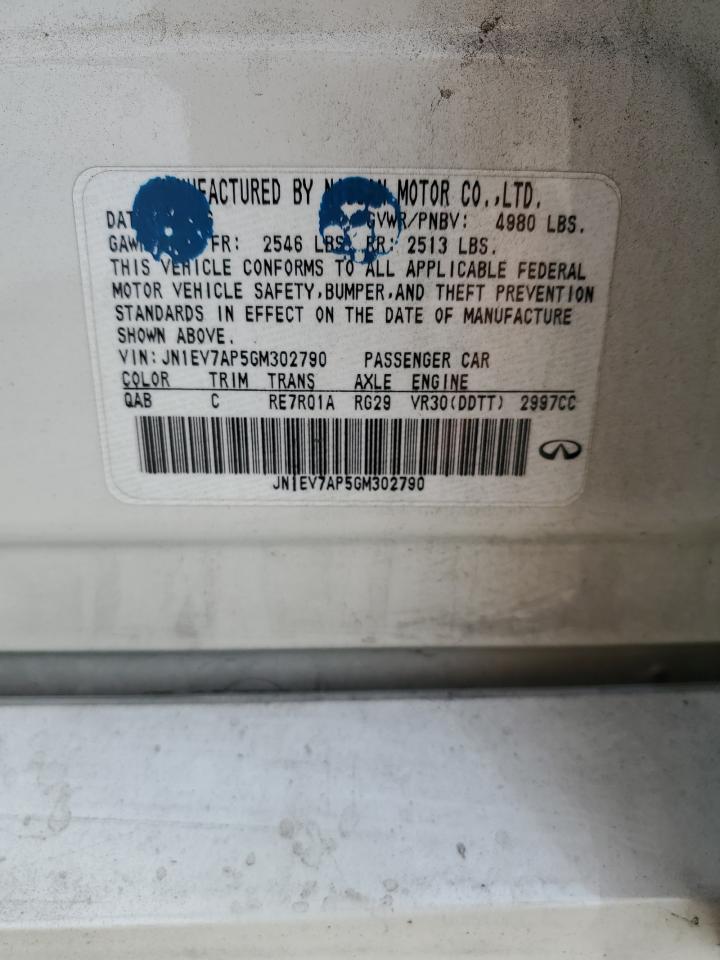 FACTURED BY MOTOR CO.,LTD.
GVWR/PNBV: 4980 LBS.
FR: 2546 LBS RR: 2513 LBS.
THIS VEHICLE CONFORMS TO ALL APPLICABLE FEDERAL
MOTOR VEHICLE SAFETY,BUMPER,AND THEFT PREVENTION
STANDARDS IN EFFECT ON THE DATE OF MANUFACTURE
SHOWN ABOVE.
VIN:JN1EV7AP5GM302790 PASSENGER CAR
COLOR TRIM TRANS AXLE ENGINE
QAB C RE7R01A RG29 VR30(DDTT) 2997CC
JN1EV7AP5GM302790